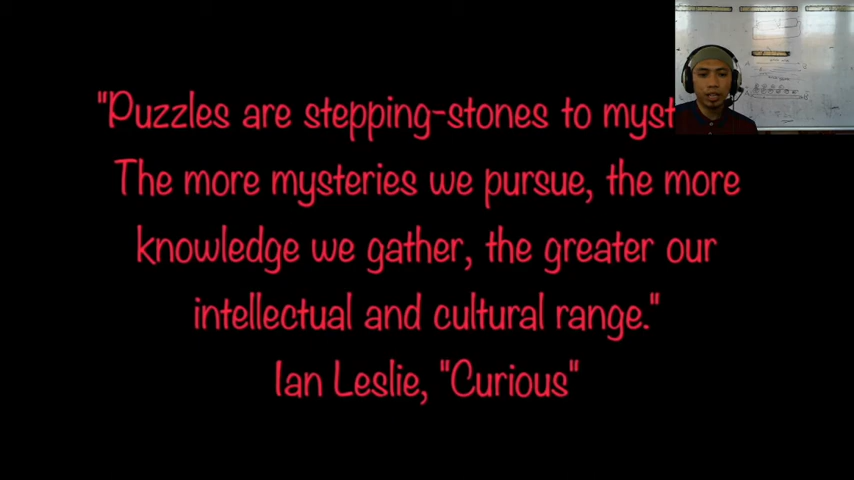 "Puzzles are stepping-stones to
The more mysteries we pursue, the more
knowledge we gather, the greater our
intellectual and cultural range."
Ian Leslie, "Curious"